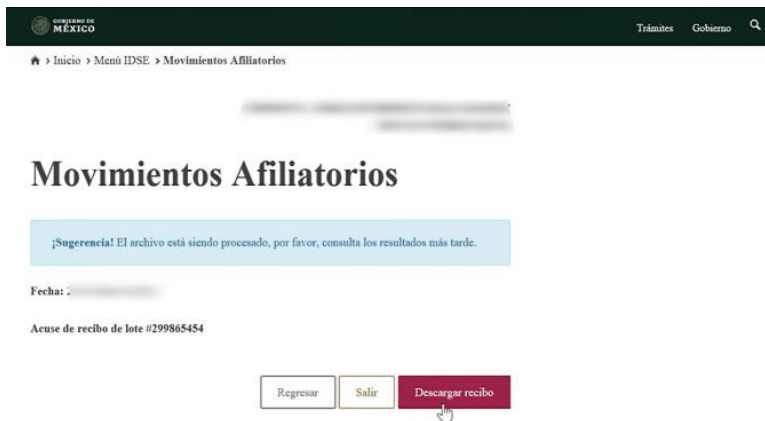 GOBIERNO DE
MÉXICO
Trámites Gobierno
> Inicio > Menú IDSE > Movimientos Afiliatorios
Movimientos Afiliatorios
¡Sugerencia! El archivo está siendo procesado, por favor, consulta los resultados más tarde.
Fecha:
Acuse de recibo de lote #299865454
Regresar Salir Descargar recibo